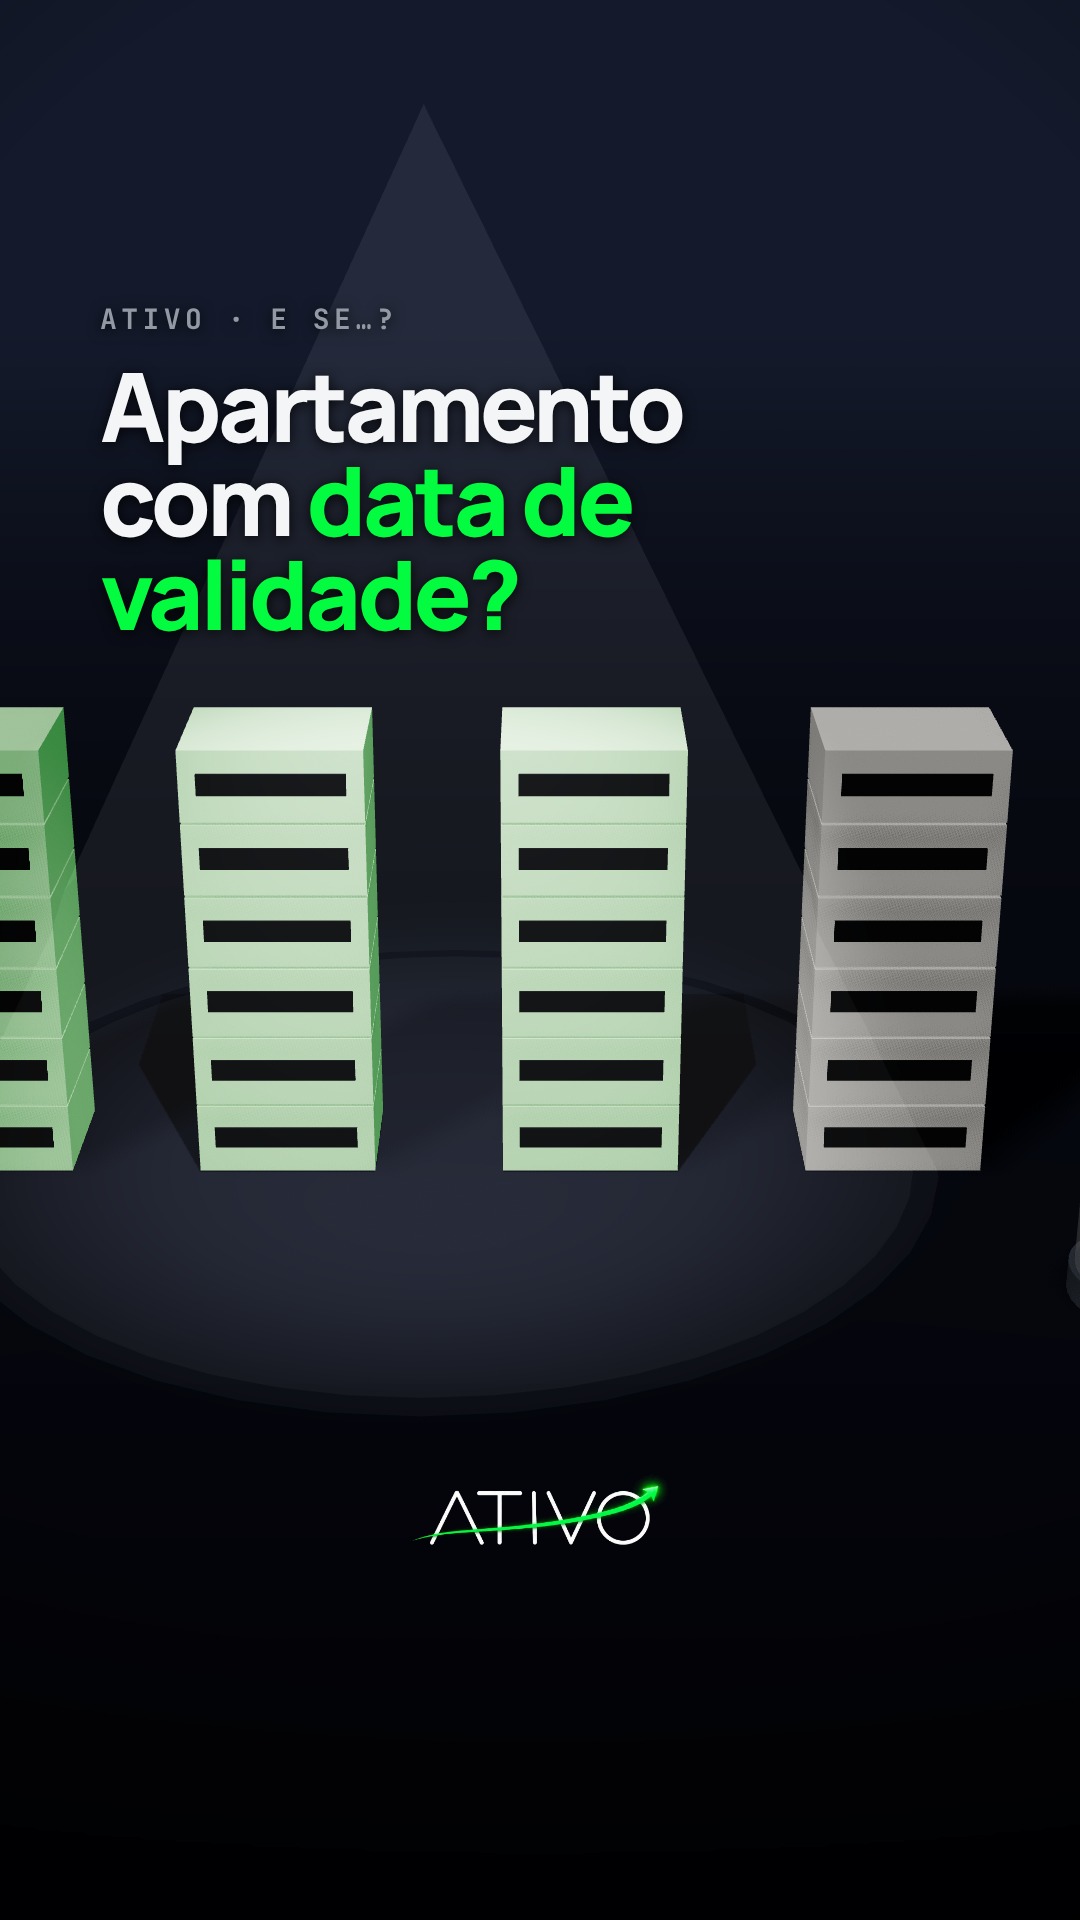 ATIVO · E SE…?
Apartamento
com data de
validade?
ATIVO